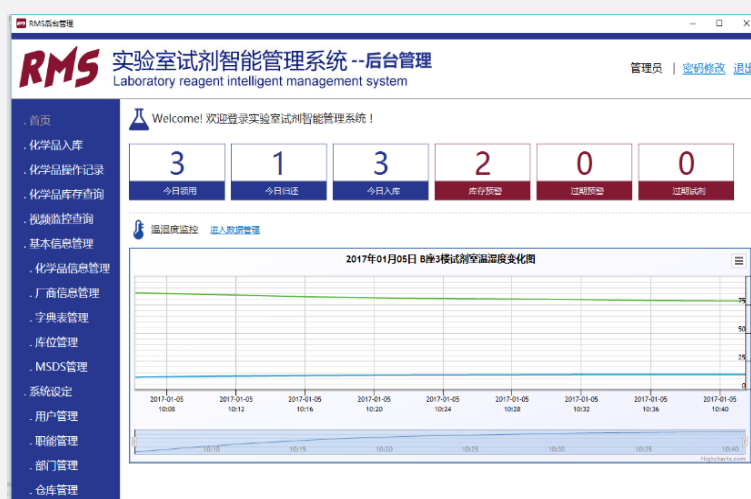 RMS后台管理
RMS
实验室试剂智能管理系统--后台管理
Laboratory reagent intelligent management system
管理员 | 密码修改 退出
. 首页
. 化学品入库
. 化学品操作记录
. 化学品库存查询
. 视频监控查询
. 基本信息管理
. 化学品信息管理
. 厂商信息管理
. 字典表管理
. 库位管理
. MSDS管理
. 系统设定
. 用户管理
. 职能管理
. 部门管理
. 仓库管理
Welcome! 欢迎登录实验室试剂智能管理系统！
3 1 3 2 0 0
今日领用 今日归还 今日入库 库存预警 过期预警 过期试剂
温湿度监控 进入数据管理
2017年01月05日 B座3楼试剂室温湿度变化图
75
50
25
0
2017-01-05 2017-01-05 2017-01-05 2017-01-05 2017-01-05 2017-01-05 2017-01-05 2017-01-05 2017-01-05
10:08 10:12 10:16 10:20 10:24 10:28 10:32 10:36 10:40
10:10 10:15 10:20 10:25 10:30 10:35 10:40
Highcharts.com